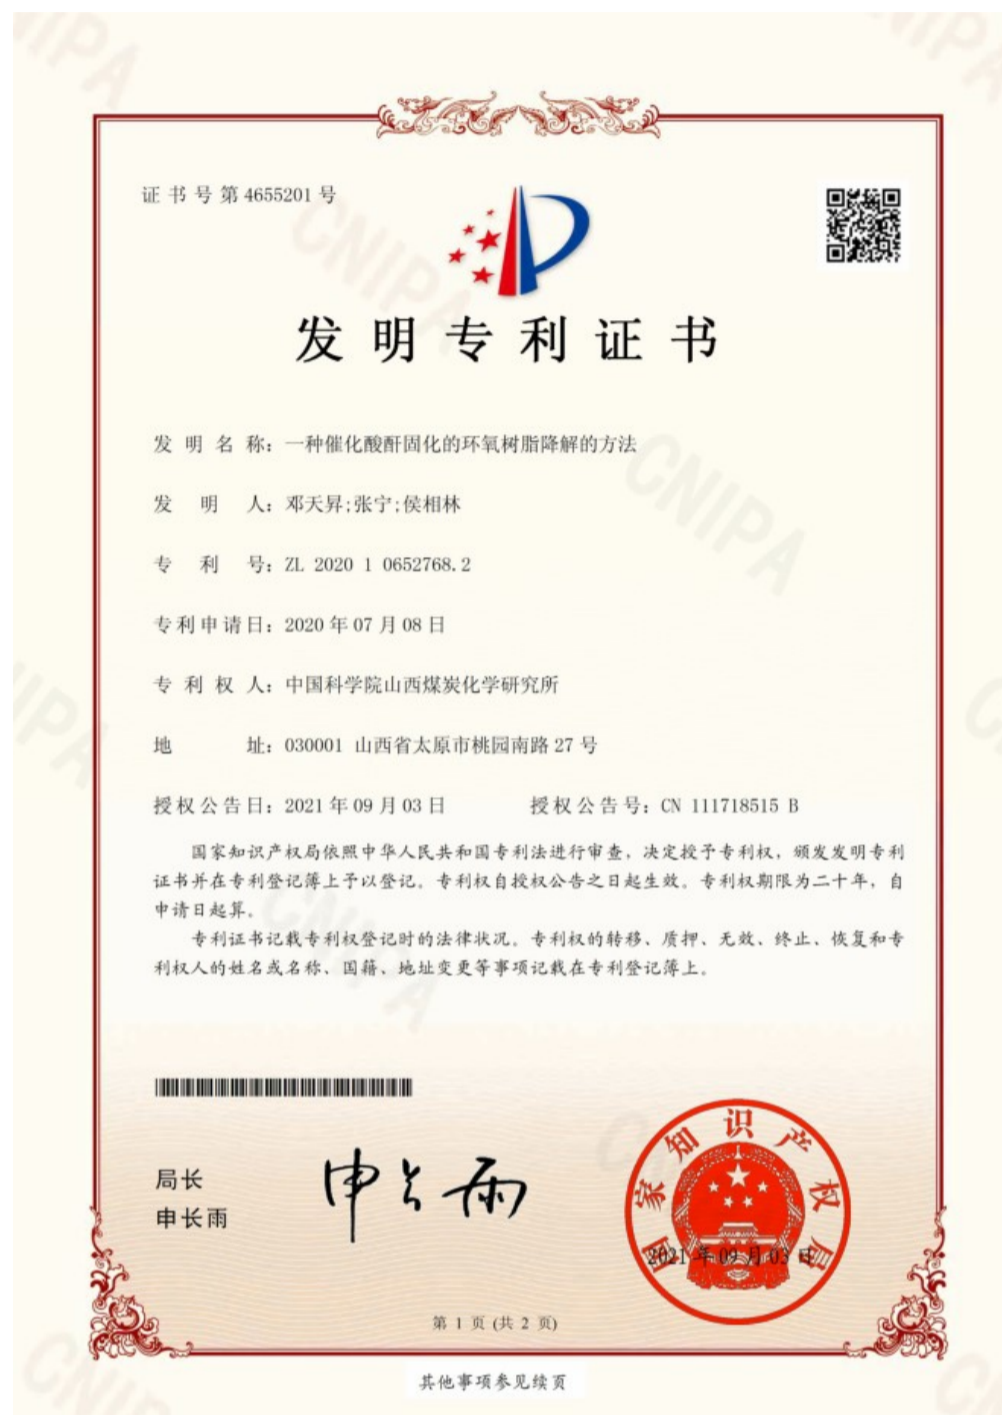 证书号第4655201号
发明专利证书
发明名称：一种催化酸酐固化的环氧树脂降解的方法
发明人：邓天昇;张宁;侯相林
专利号：ZL 2020 1 0652768.2
专利申请日：2020年07月08日
专利权人：中国科学院山西煤炭化学研究所
地址：030001 山西省太原市桃园南路27号
授权公告日：2021年09月03日 授权公告号：CN 111718515 B
国家知识产权局依照中华人民共和国专利法进行审查，决定授予专利权，颁发发明专利
证书并在专利登记簿上予以登记。专利权自授权公告之日起生效。专利权期限为二十年，自
申请日起算。
专利证书记载专利权登记时的法律状况。专利权的转移、质押、无效、终止、恢复和专
利权人的姓名或名称、国籍、地址变更等事项记载在专利登记簿上。
局长
申长雨
申长雨
国家知识产权局
2021年09月03日
第 1 页 (共 2 页)
其他事项参见续页
CNIPA
CNIPA
CNIPA
CNIPA
CNIPA